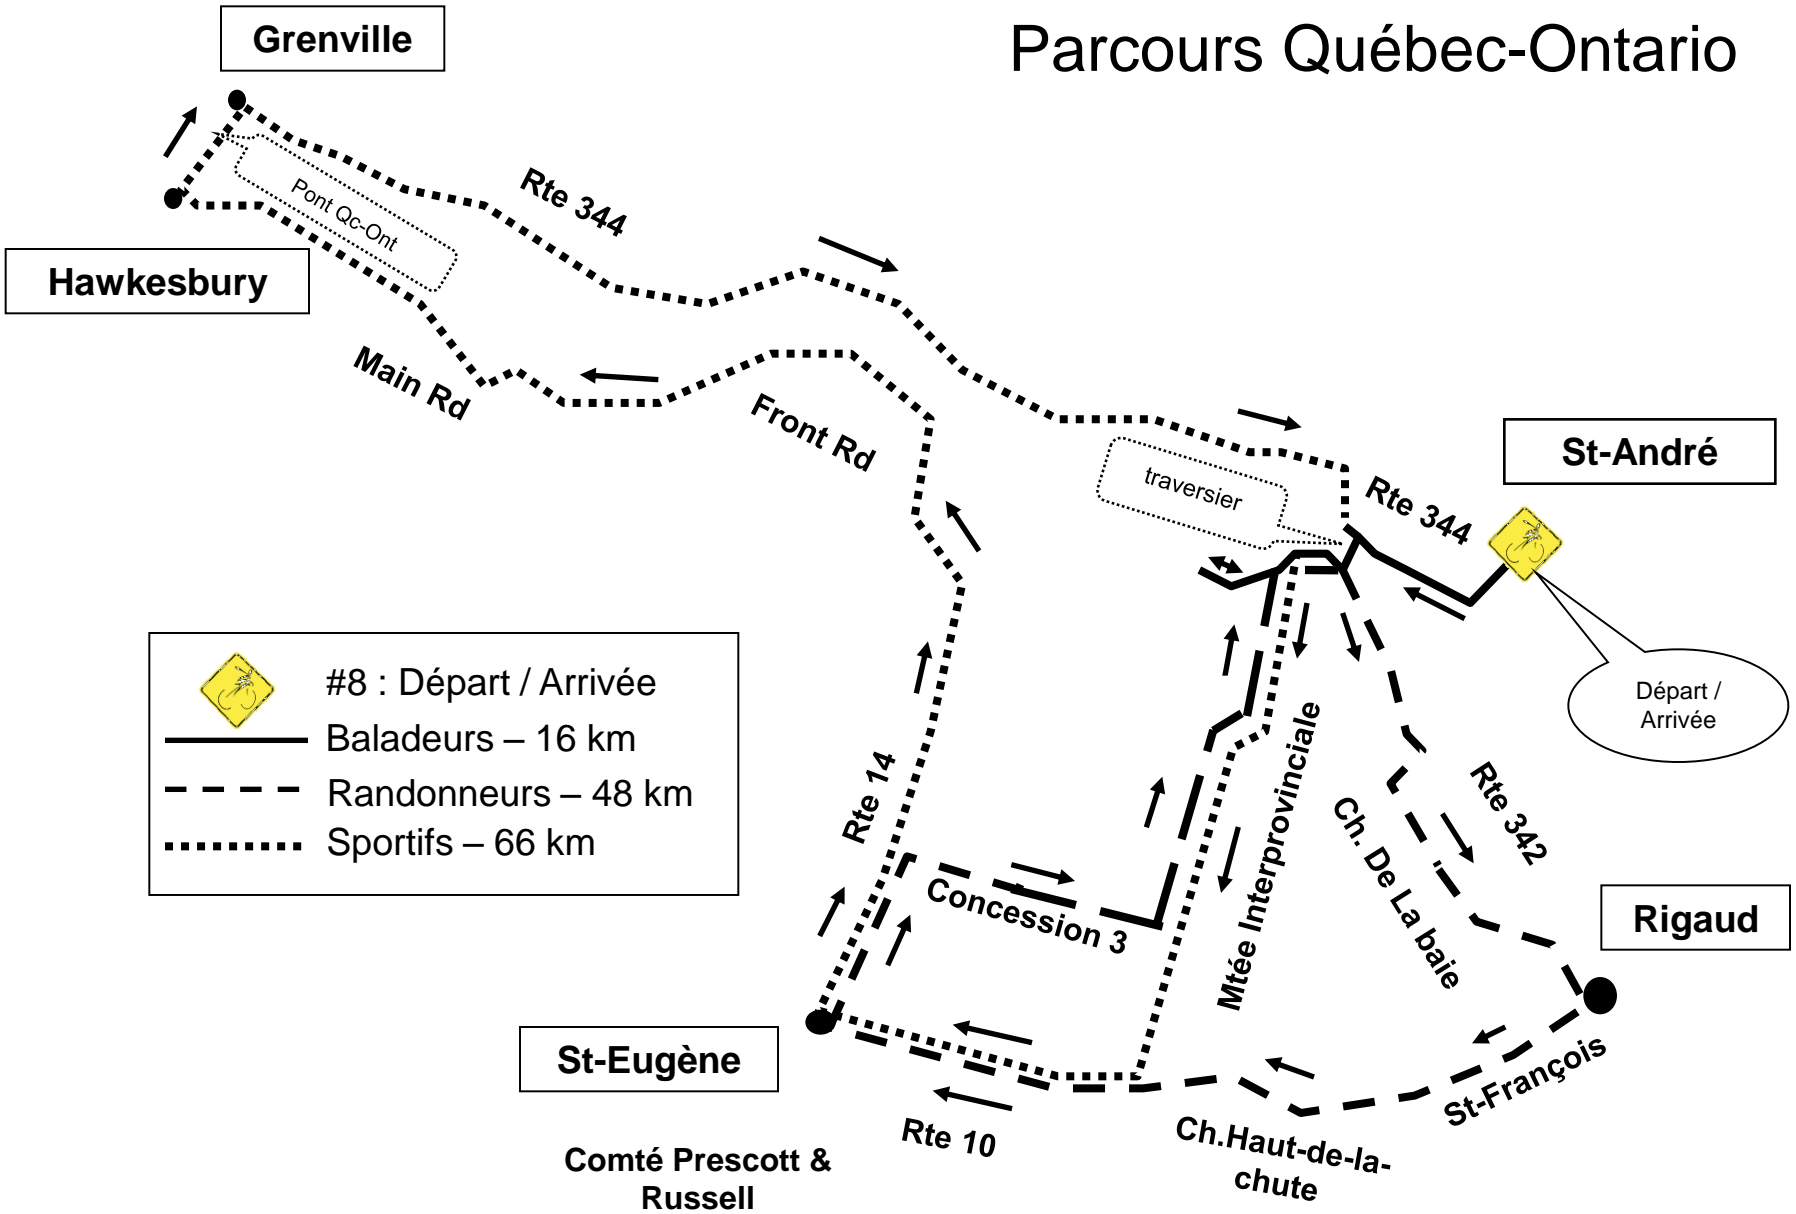 Parcours Québec-Ontario
Grenville
Pont Qc-Ont
Rte 344
Hawkesbury
Main Rd
Front Rd
traversier
Rte 344
St-André
Départ /
Arrivée
#8 : Départ / Arrivée
Baladeurs – 16 km
Randonneurs – 48 km
Sportifs – 66 km
Rte 14
Concession 3
Mtée Interprovinciale
Ch. De La baie
Rte 342
Rigaud
St-François
St-Eugène
Rte 10
Ch.Haut-de-la-
chute
Comté Prescott &
Russell